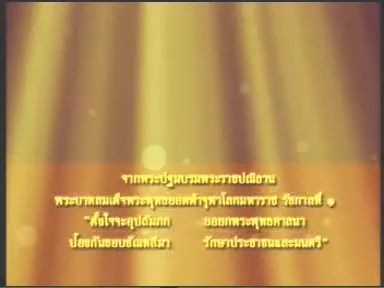 จากพระปฐมบรมพระราชปณิธาน
พระบาทสมเด็จพระพุทธยอดฟ้าจุฬาโลกมหาราช รัชกาลที่ ๑
"ตั้งใจจะอุปถัมภก ยอยกพระพุทธศาสนา
ป้องกันขอบขัณฑสีมา รักษาประชาชนและมนตรี"